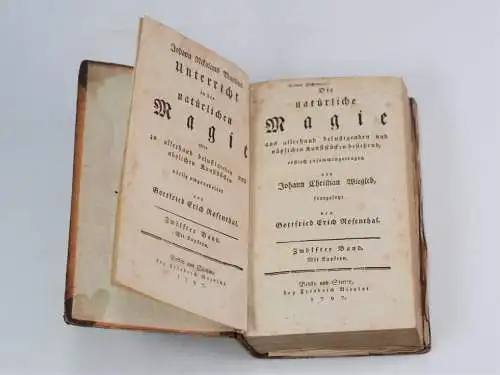 Johann Nikolaus
Unterricht
in der
natürlichen
Magie
oder
zu allerhand belustigenden und
nützlichen Kunststücken
völlig umgearbeitet
von
Gottfried Erich Rosenthal
Zwölfter Band.
Mit Kupfern.
Berlin und Stettin,
bey Friedrich Nicolai
1797.
Die
natürliche
Magie
aus allerhand belustigenden und
nützlichen Kunststücken bestehend;
erstlich zusammengetragen
von
Johann Christian Wiegleb,
fortgesetzt
von
Gottfried Erich Rosenthal.
Zwölfter Band.
Mit Kupfern.
Berlin und Stettin,
bey Friedrich Nicolai
1797.